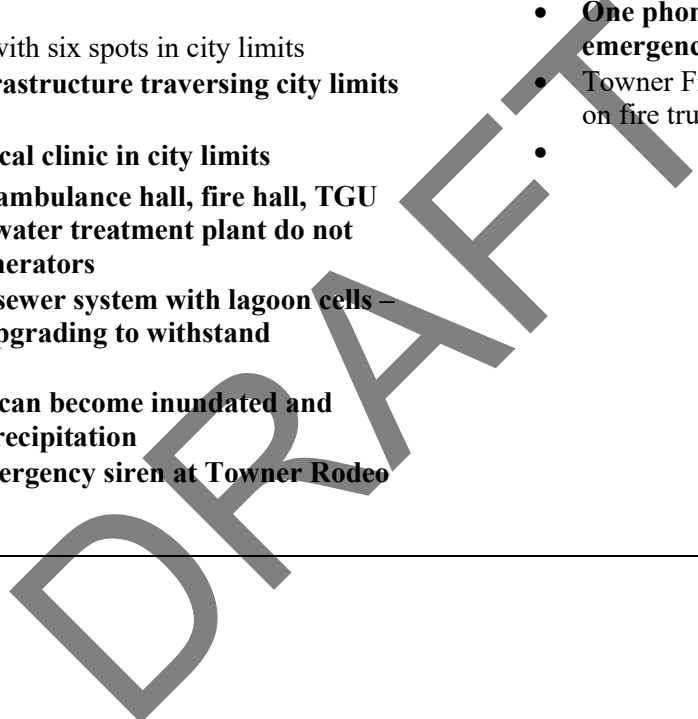 with six spots in city limits
rastructure traversing city limits
cal clinic in city limits
ambulance hall, fire hall, TGU
water treatment plant do not
nerators
sewer system with lagoon cells –
pgrading to withstand
can become inundated and
recipitation
ergency siren at Towner Rodeo
• One phon
emergenc
• Towner Fi
on fire tru
•
DRAFT